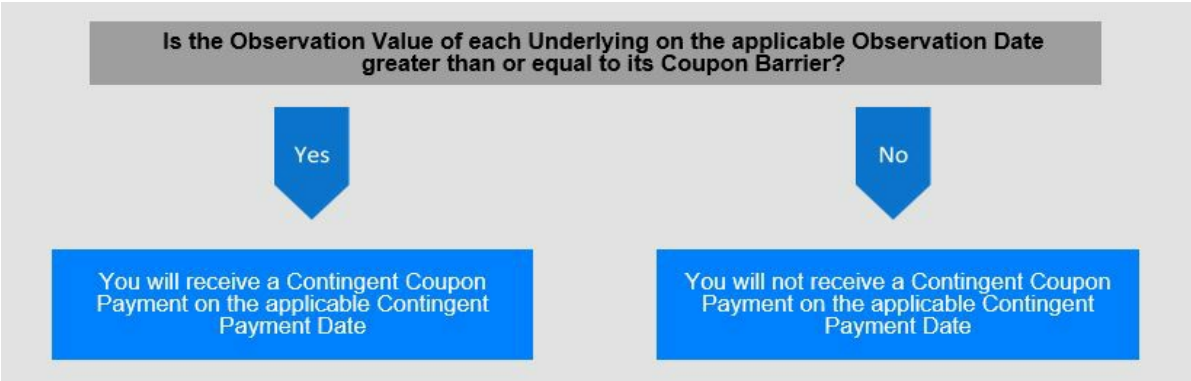 Is the Observation Value of each Underlying on the applicable Observation Date
greater than or equal to its Coupon Barrier?
Yes
No
You will receive a Contingent Coupon
Payment on the applicable Contingent
Payment Date
You will not receive a Contingent Coupon
Payment on the applicable Contingent
Payment Date